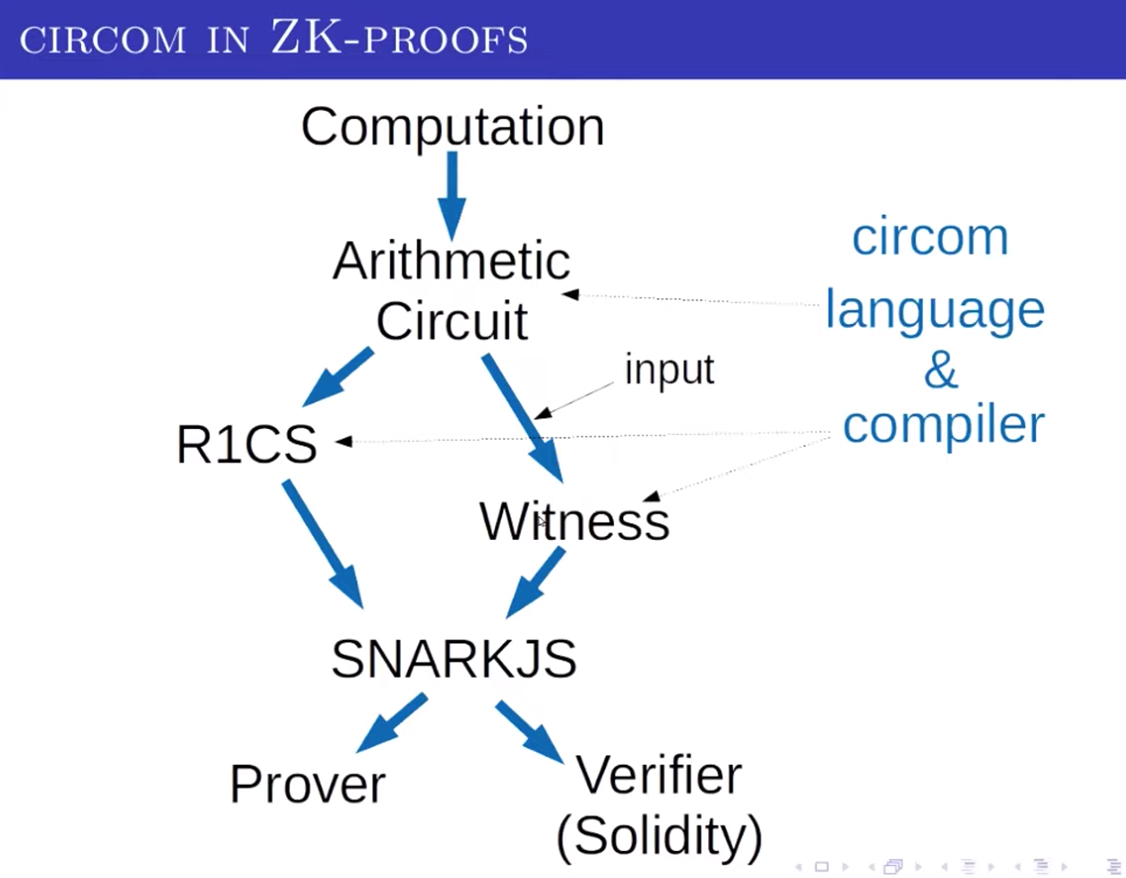 CIRCOM IN ZK-PROOFS
Computation
Arithmetic
Circuit
circom
language
&
compiler
input
R1CS
Witness
SNARKJS
Prover
Verifier
(Solidity)